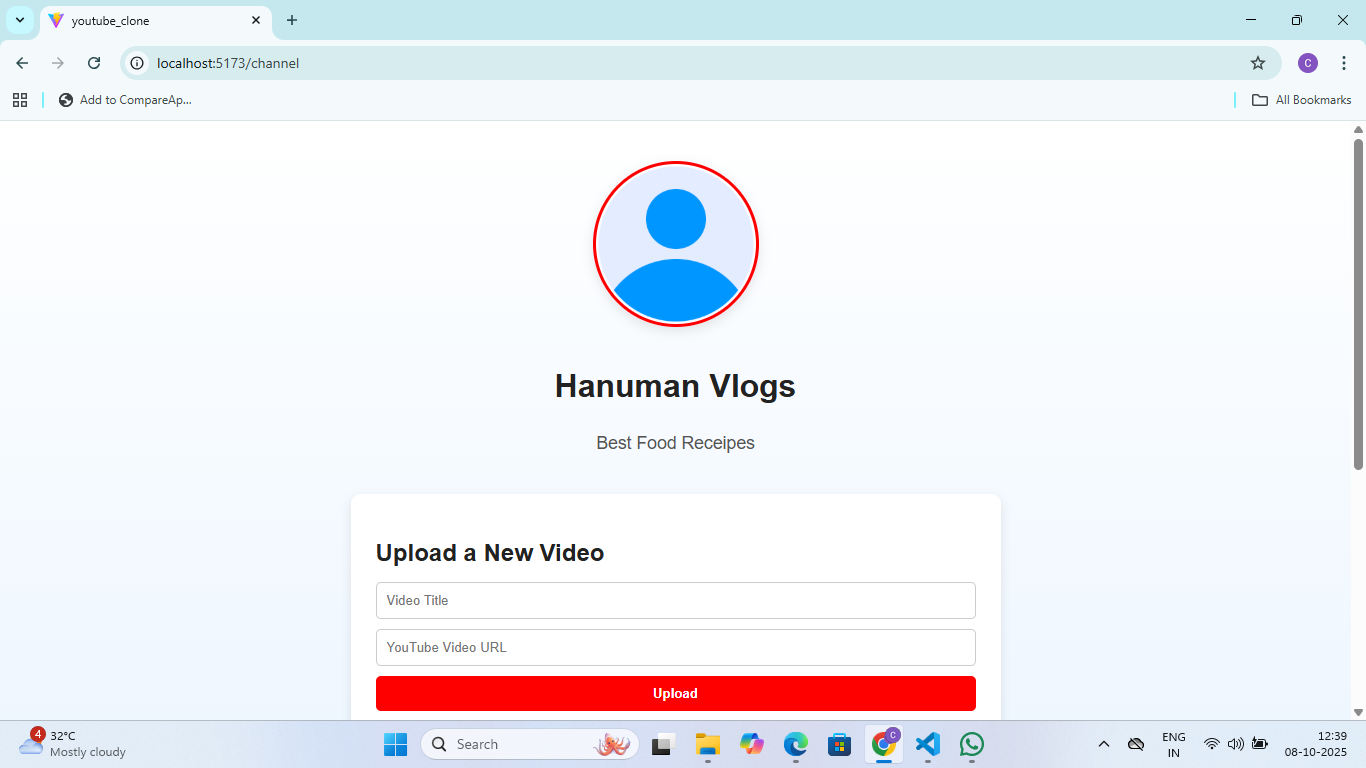 youtube_clone
localhost:5173/channel
C
Add to CompareAp...
All Bookmarks
Hanuman Vlogs
Best Food Receipes
Upload a New Video
Video Title
YouTube Video URL
Upload
4
32°C
Mostly cloudy
Search
C
ENG
IN
12:39
08-10-2025